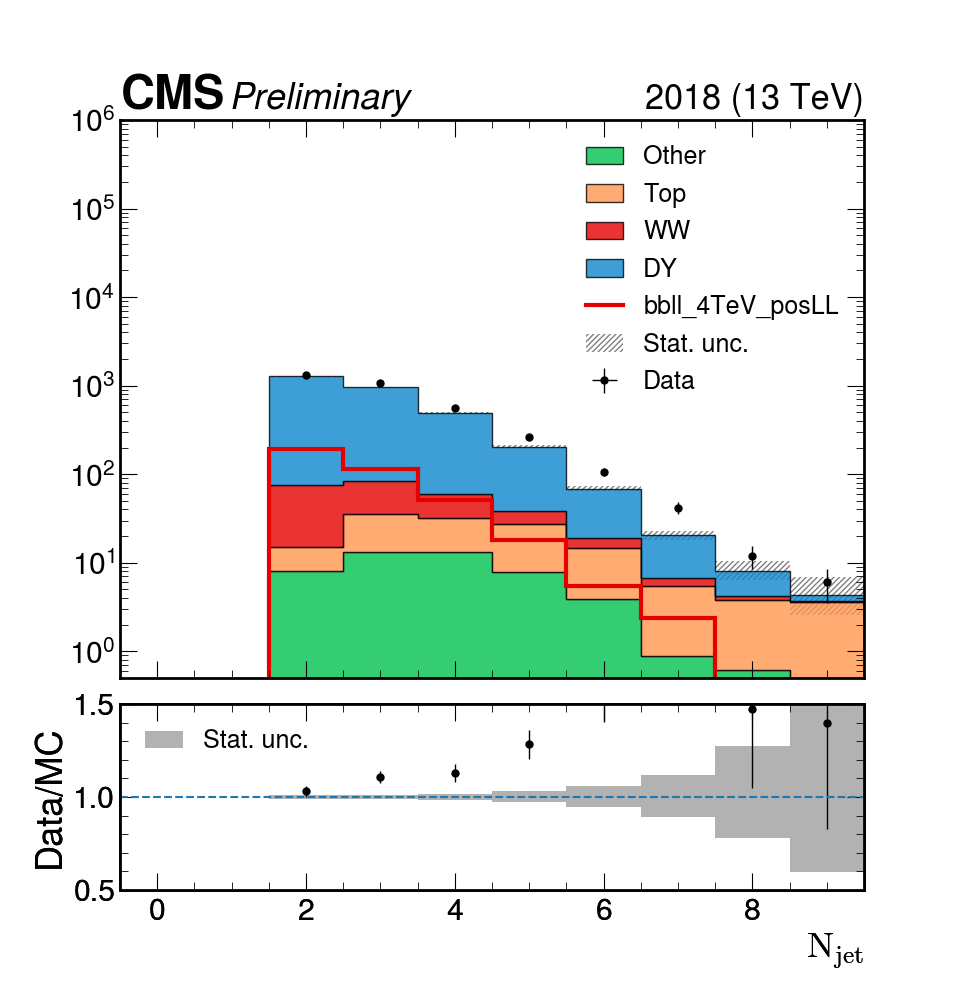 CMS Preliminary 2018 (13 TeV)
10^6
10^5
10^4
10^3
10^2
10^1
10^0
Other
Top
WW
DY
bbll_4TeV_posLL
Stat. unc.
Data
Data/MC
1.5
1.0
0.5
Stat. unc.
0 2 4 6 8
N_jet